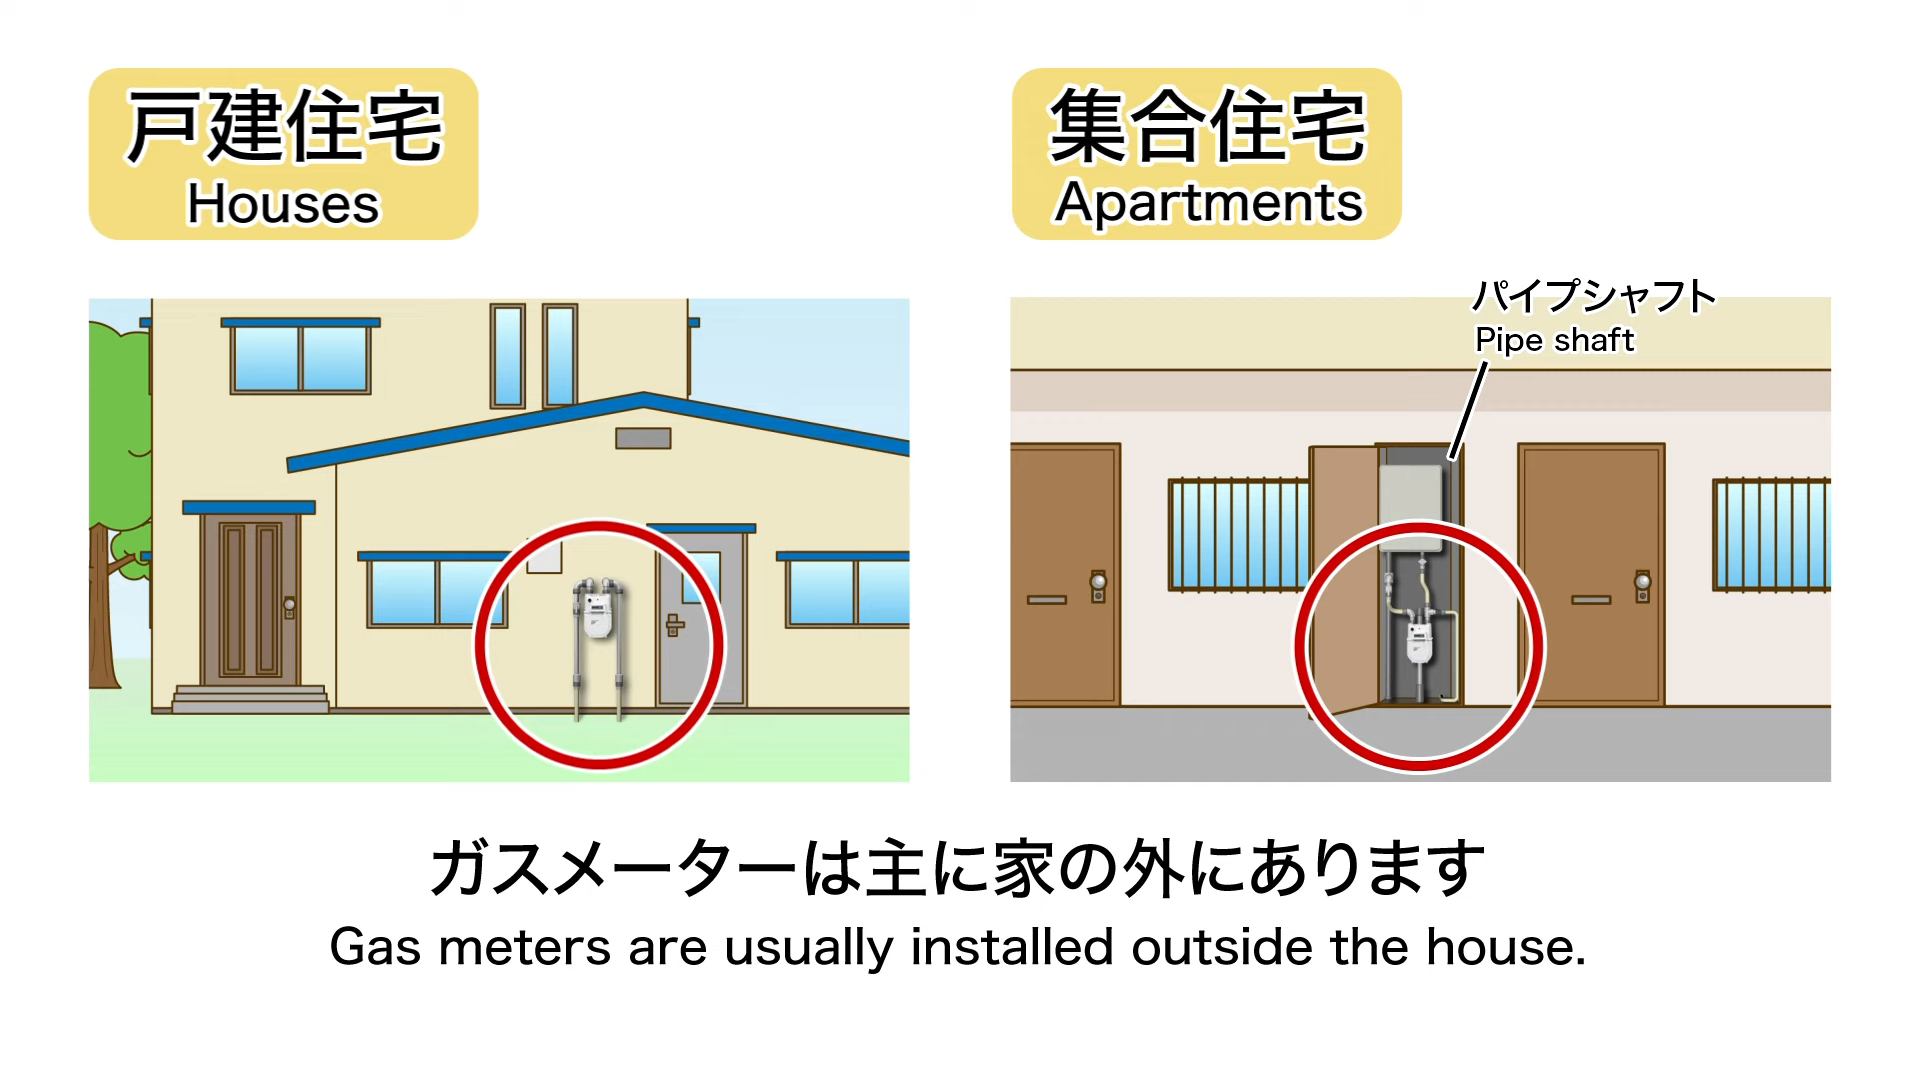 戸建住宅
Houses
集合住宅
Apartments
パイプシャフト
Pipe shaft
ガスメーターは主に家の外にあります
Gas meters are usually installed outside the house.